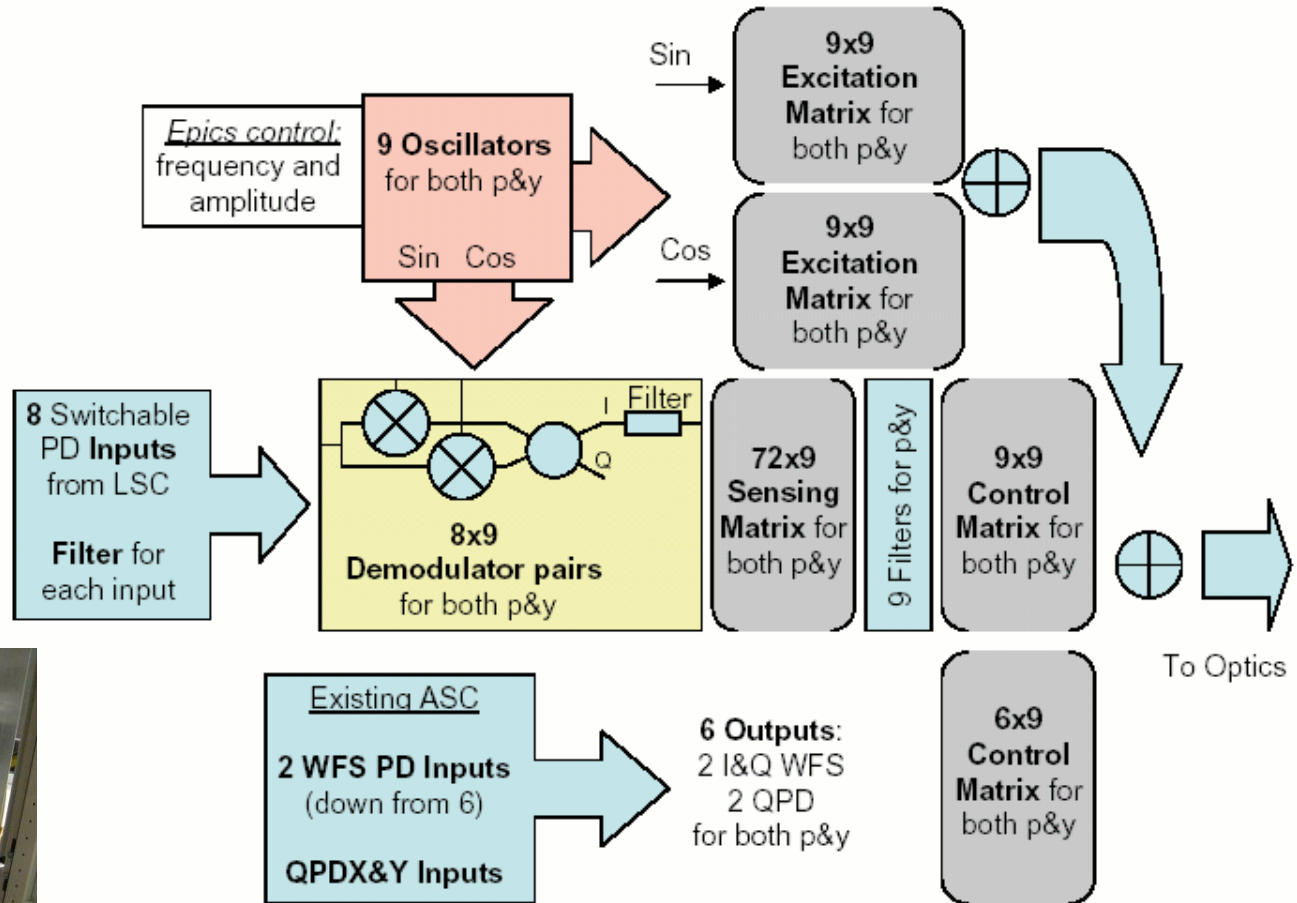 Epics control:
frequency and
amplitude
9 Oscillators
for both p&y
Sin Cos
Sin
9x9
Excitation
Matrix for
both p&y
Cos
9x9
Excitation
Matrix for
both p&y
8 Switchable
PD Inputs
from LSC
Filter for
each input
I
Filter
Q
8x9
Demodulator pairs
for both p&y
72x9
Sensing
Matrix for
both p&y
9 Filters for p&y
9x9
Control
Matrix for
both p&y
To Optics
Existing ASC
2 WFS PD Inputs
(down from 6)
QPDX&Y Inputs
6 Outputs:
2 I&Q WFS
2 QPD
for both p&y
6x9
Control
Matrix for
both p&y